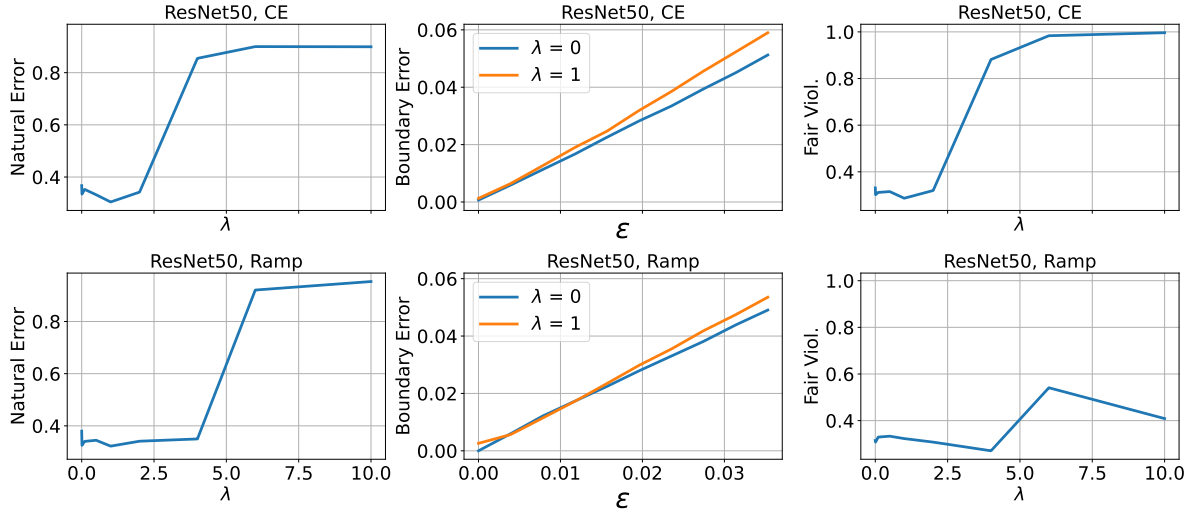 ResNet50, CE
Natural Error
0.8
0.6
0.4
λ
ResNet50, CE
Boundary Error
0.06
0.04
0.02
0.00
λ = 0
λ = 1
ε
ResNet50, CE
Fair Viol.
1.0
0.8
0.6
0.4
λ
ResNet50, Ramp
Natural Error
0.8
0.6
0.4
0.0 2.5 5.0 7.5 10.0
λ
ResNet50, Ramp
Boundary Error
0.06
0.04
0.02
0.00
λ = 0
λ = 1
0.00 0.01 0.02 0.03
ε
ResNet50, Ramp
Fair Viol.
1.0
0.8
0.6
0.4
0.0 2.5 5.0 7.5 10.0
λ